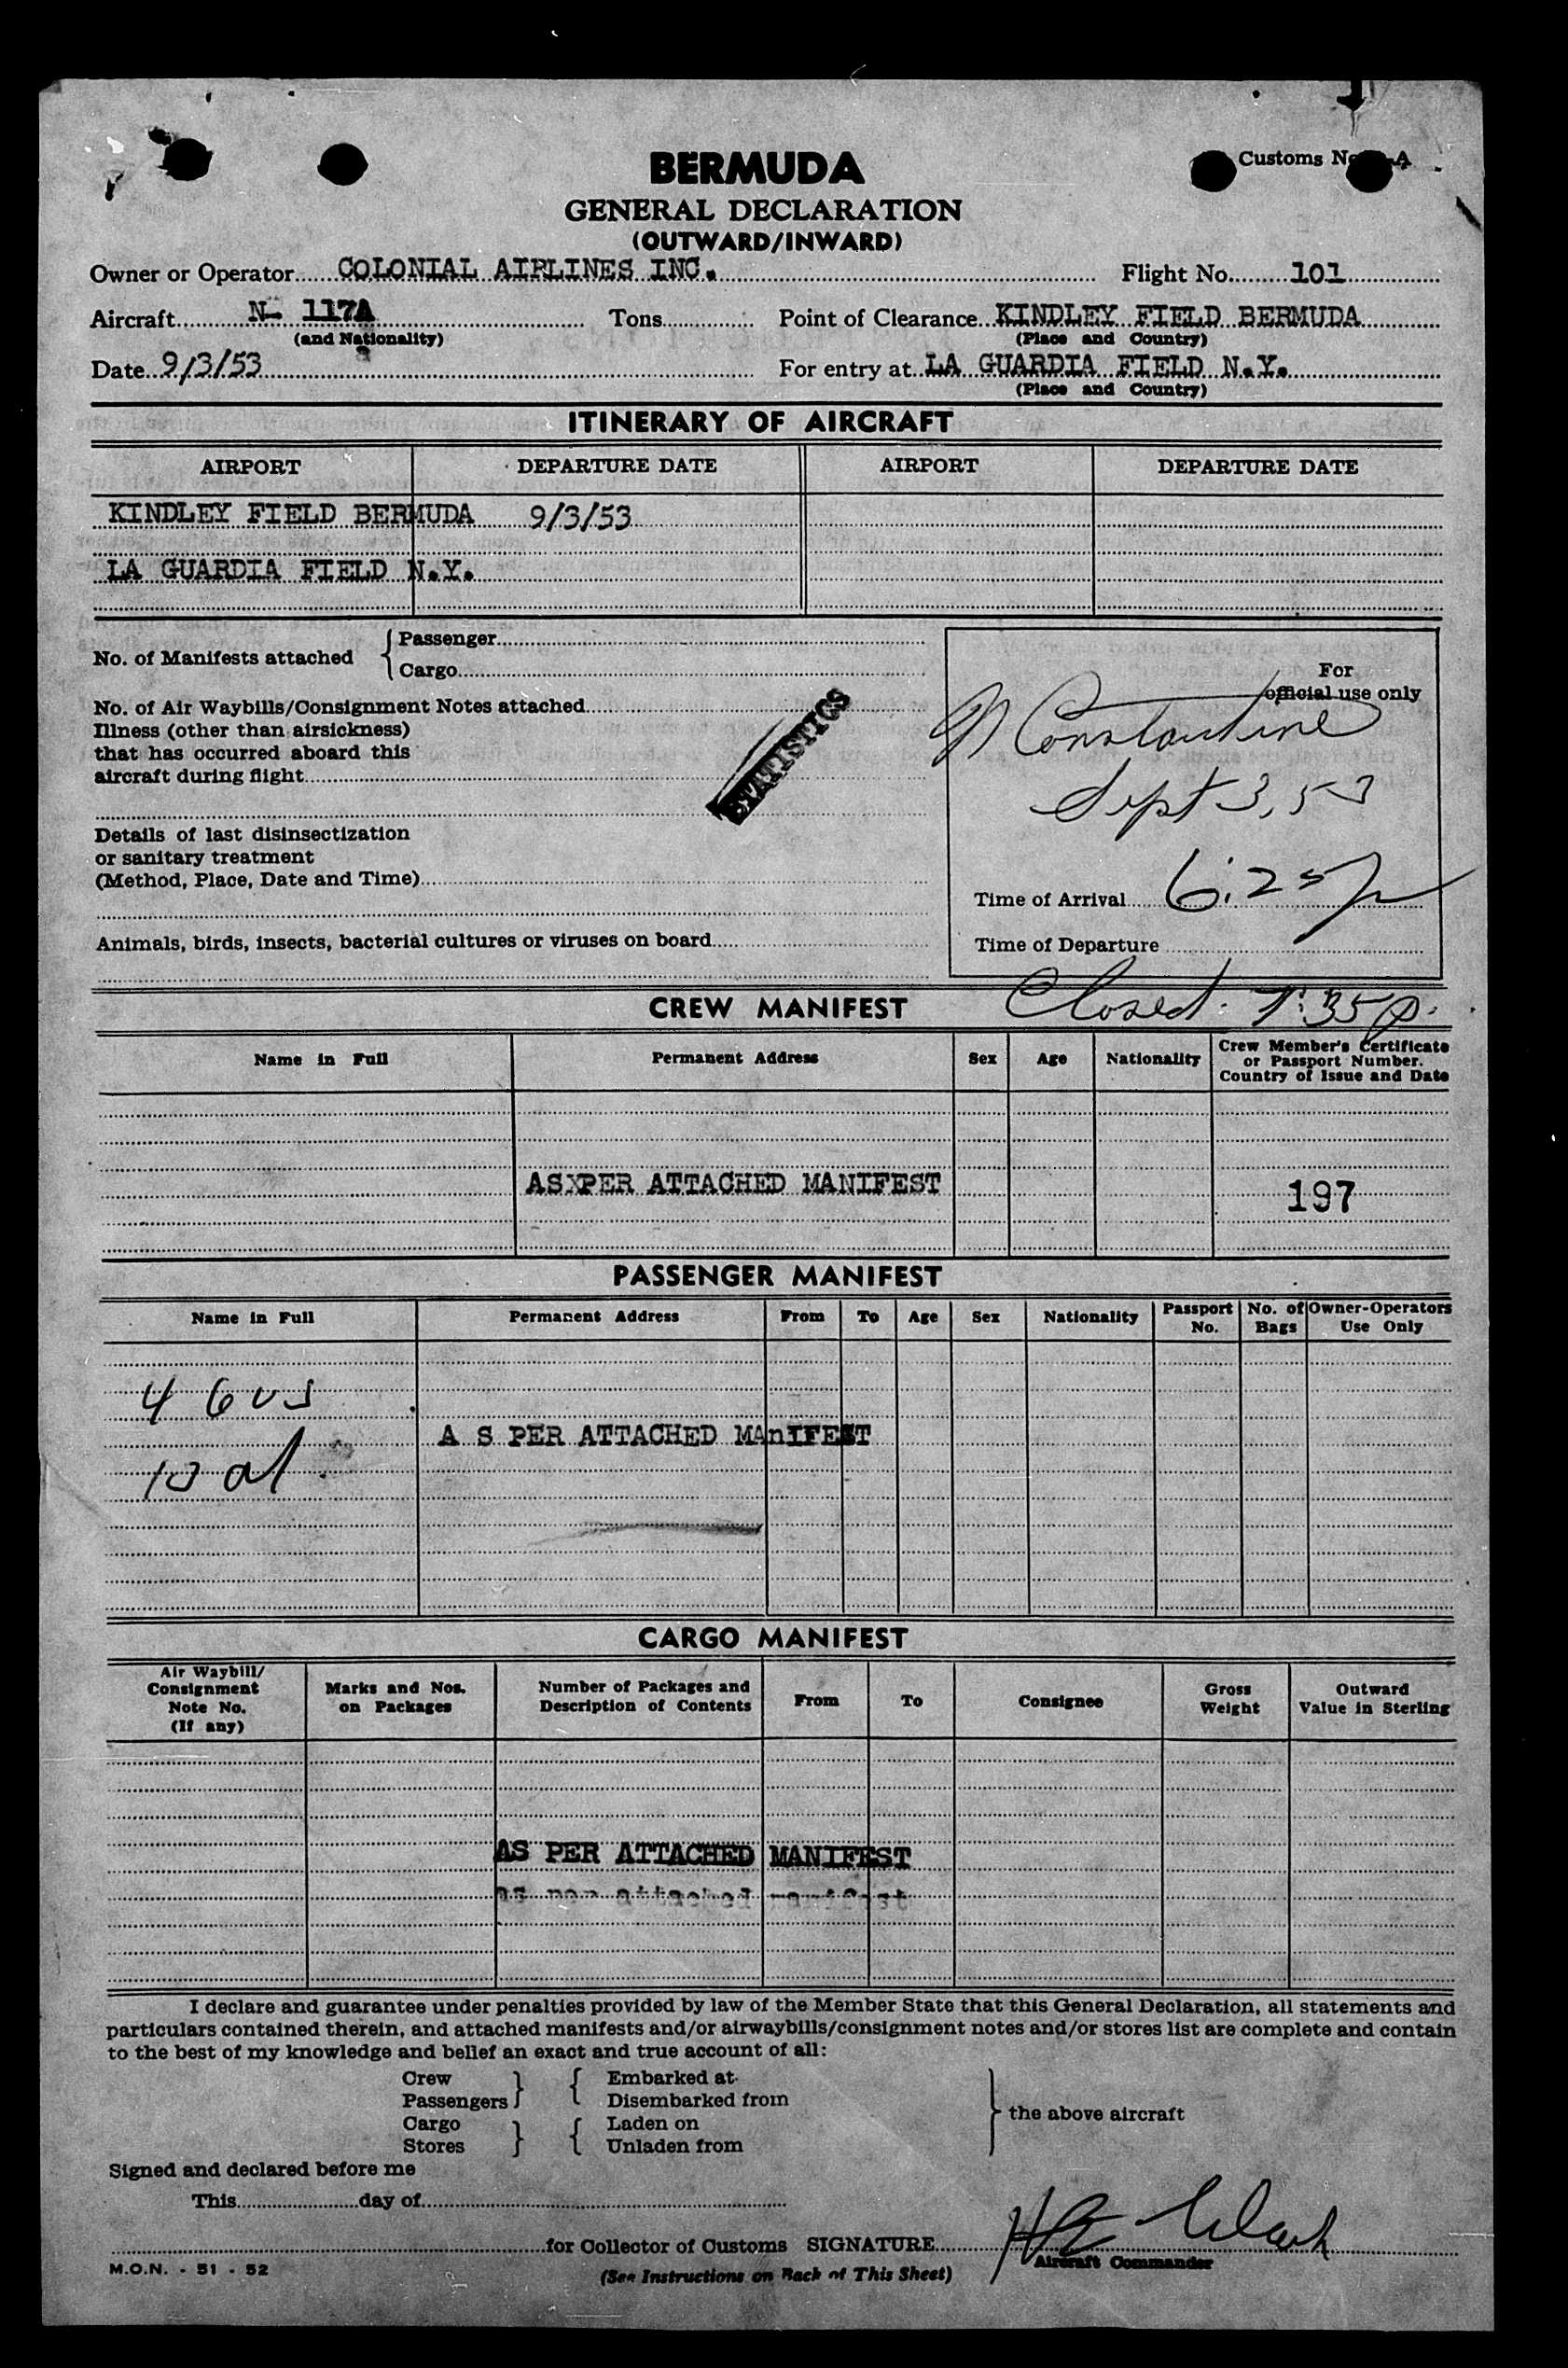 Customs No. A
BERMUDA
GENERAL DECLARATION
(OUTWARD/INWARD)
Owner or Operator COLONIAL AIRLINES INC. Flight No. 101
Aircraft N- 117A Tons Point of Clearance KINDLEY FIELD BERMUDA
(and Nationality) (Place and Country)
Date 9/3/53 For entry at LA GUARDIA FIELD N.Y.
(Place and Country)
ITINERARY OF AIRCRAFT
AIRPORT DEPARTURE DATE AIRPORT DEPARTURE DATE
KINDLEY FIELD BERMUDA 9/3/53
LA GUARDIA FIELD N.Y.
No. of Manifests attached { Passenger
Cargo
No. of Air Waybills/Consignment Notes attached
Illness (other than airsickness)
that has occurred aboard this
aircraft during flight
STATISTICS
Details of last disinsectization
or sanitary treatment
(Method, Place, Date and Time)
Animals, birds, insects, bacterial cultures or viruses on board
For
official use only
Constantine
Sept 3, 53
Time of Arrival 6:25 p
Time of Departure
Closed: 7:35 p.
CREW MANIFEST
Name in Full Permanent Address Sex Age Nationality Crew Member's Certificate
or Passport Number.
Country of Issue and Date
ASXPER ATTACHED MANIFEST 197
PASSENGER MANIFEST
Name in Full Permanent Address From To Age Sex Nationality Passport No. No. of Bags Owner-Operators Use Only
4 6 us
A S PER ATTACHED MAnIFEST
10 al
CARGO MANIFEST
Air Waybill/
Consignment
Note No.
(If any)
Marks and Nos.
on Packages
Number of Packages and
Description of Contents
From To Consignee
Gross
Weight
Outward
Value in Sterling
AS PER ATTACHED MANIFEST
as per attached manifest
I declare and guarantee under penalties provided by law of the Member State that this General Declaration, all statements and
particulars contained therein, and attached manifests and/or airwaybills/consignment notes and/or stores list are complete and contain
to the best of my knowledge and belief an exact and true account of all:
Crew } { Embarked at
Passengers Disembarked from
Cargo } { Laden on
Stores Unladen from
} the above aircraft
Signed and declared before me
This day of
for Collector of Customs SIGNATURE
Aircraft Commander
M.O.N. - 51 - 52
(See Instructions on Back of This Sheet)